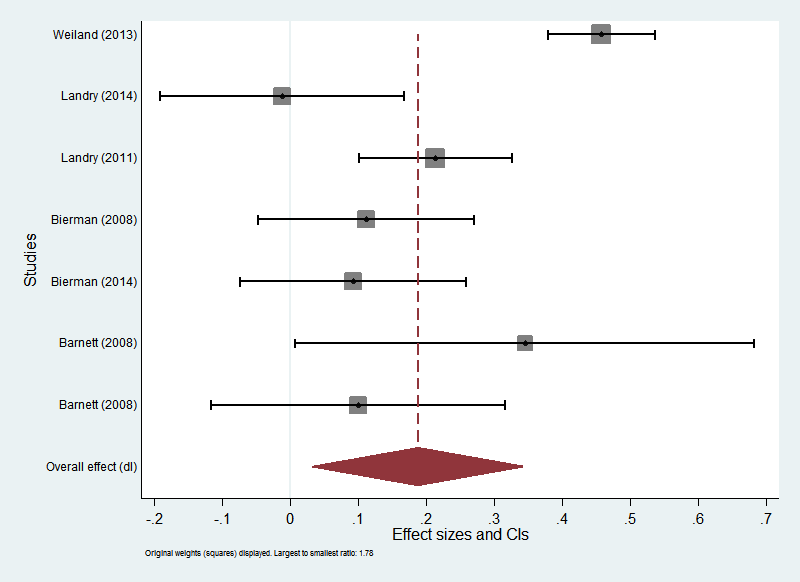 Weiland (2013)
Landry (2014)
Landry (2011)
Bierman (2008)
Studies
Bierman (2014)
Barnett (2008)
Barnett (2008)
Overall effect (dl)
-.2 -.1 0 .1 .2 .3 .4 .5 .6 .7
Effect sizes and CIs
Original weights (squares) displayed. Largest to smallest ratio: 1.78